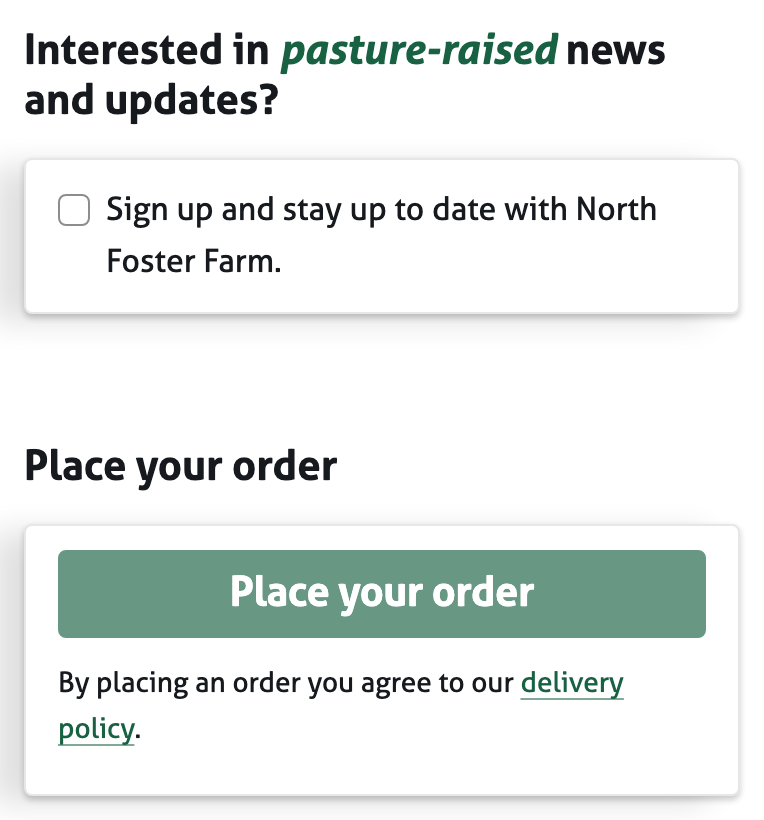 Interested in pasture-raised news
and updates?
Sign up and stay up to date with North
Foster Farm.
Place your order
Place your order
By placing an order you agree to our delivery
policy.